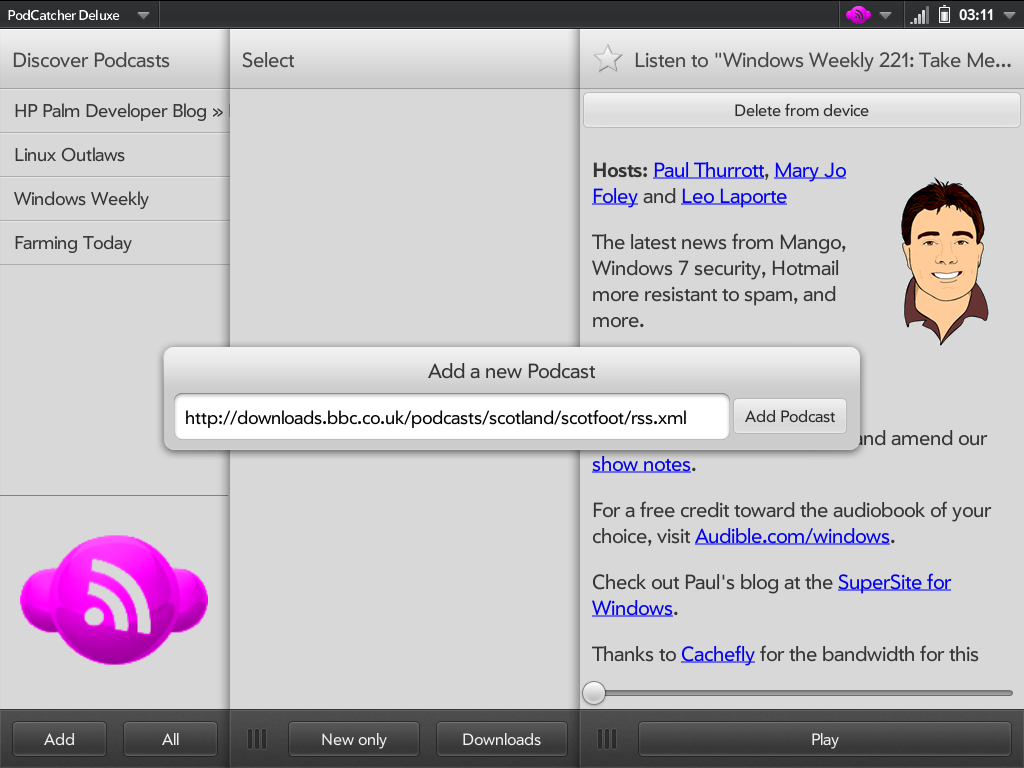 PodCatcher Deluxe
03:11
Discover Podcasts
Select
Listen to "Windows Weekly 221: Take Me...
HP Palm Developer Blog »
Linux Outlaws
Windows Weekly
Farming Today
Delete from device
Hosts: Paul Thurrott, Mary Jo
Foley and Leo Laporte
The latest news from Mango,
Windows 7 security, Hotmail
more resistant to spam, and
more.
Add a new Podcast
http://downloads.bbc.co.uk/podcasts/scotland/scotfoot/rss.xml
Add Podcast
and amend our
show notes.
For a free credit toward the audiobook of your
choice, visit Audible.com/windows.
Check out Paul's blog at the SuperSite for
Windows.
Thanks to Cachefly for the bandwidth for this
Add
All
New only
Downloads
Play